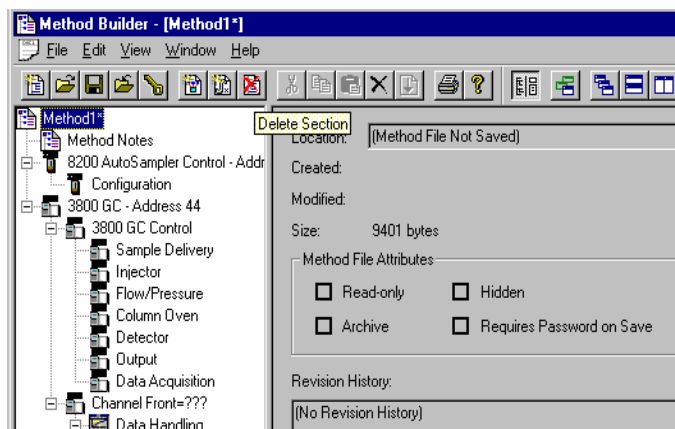 Method Builder - [Method1*]
File Edit View Window Help
Delete Section
Method1*
Method Notes
8200 AutoSampler Control - Addr
Configuration
3800 GC - Address 44
3800 GC Control
Sample Delivery
Injector
Flow/Pressure
Column Oven
Detector
Output
Data Acquisition
Channel Front=???
Data Handling
Location: (Method File Not Saved)
Created:
Modified:
Size: 9401 bytes
Method File Attributes
Read-only Hidden
Archive Requires Password on Save
Revision History:
(No Revision History)